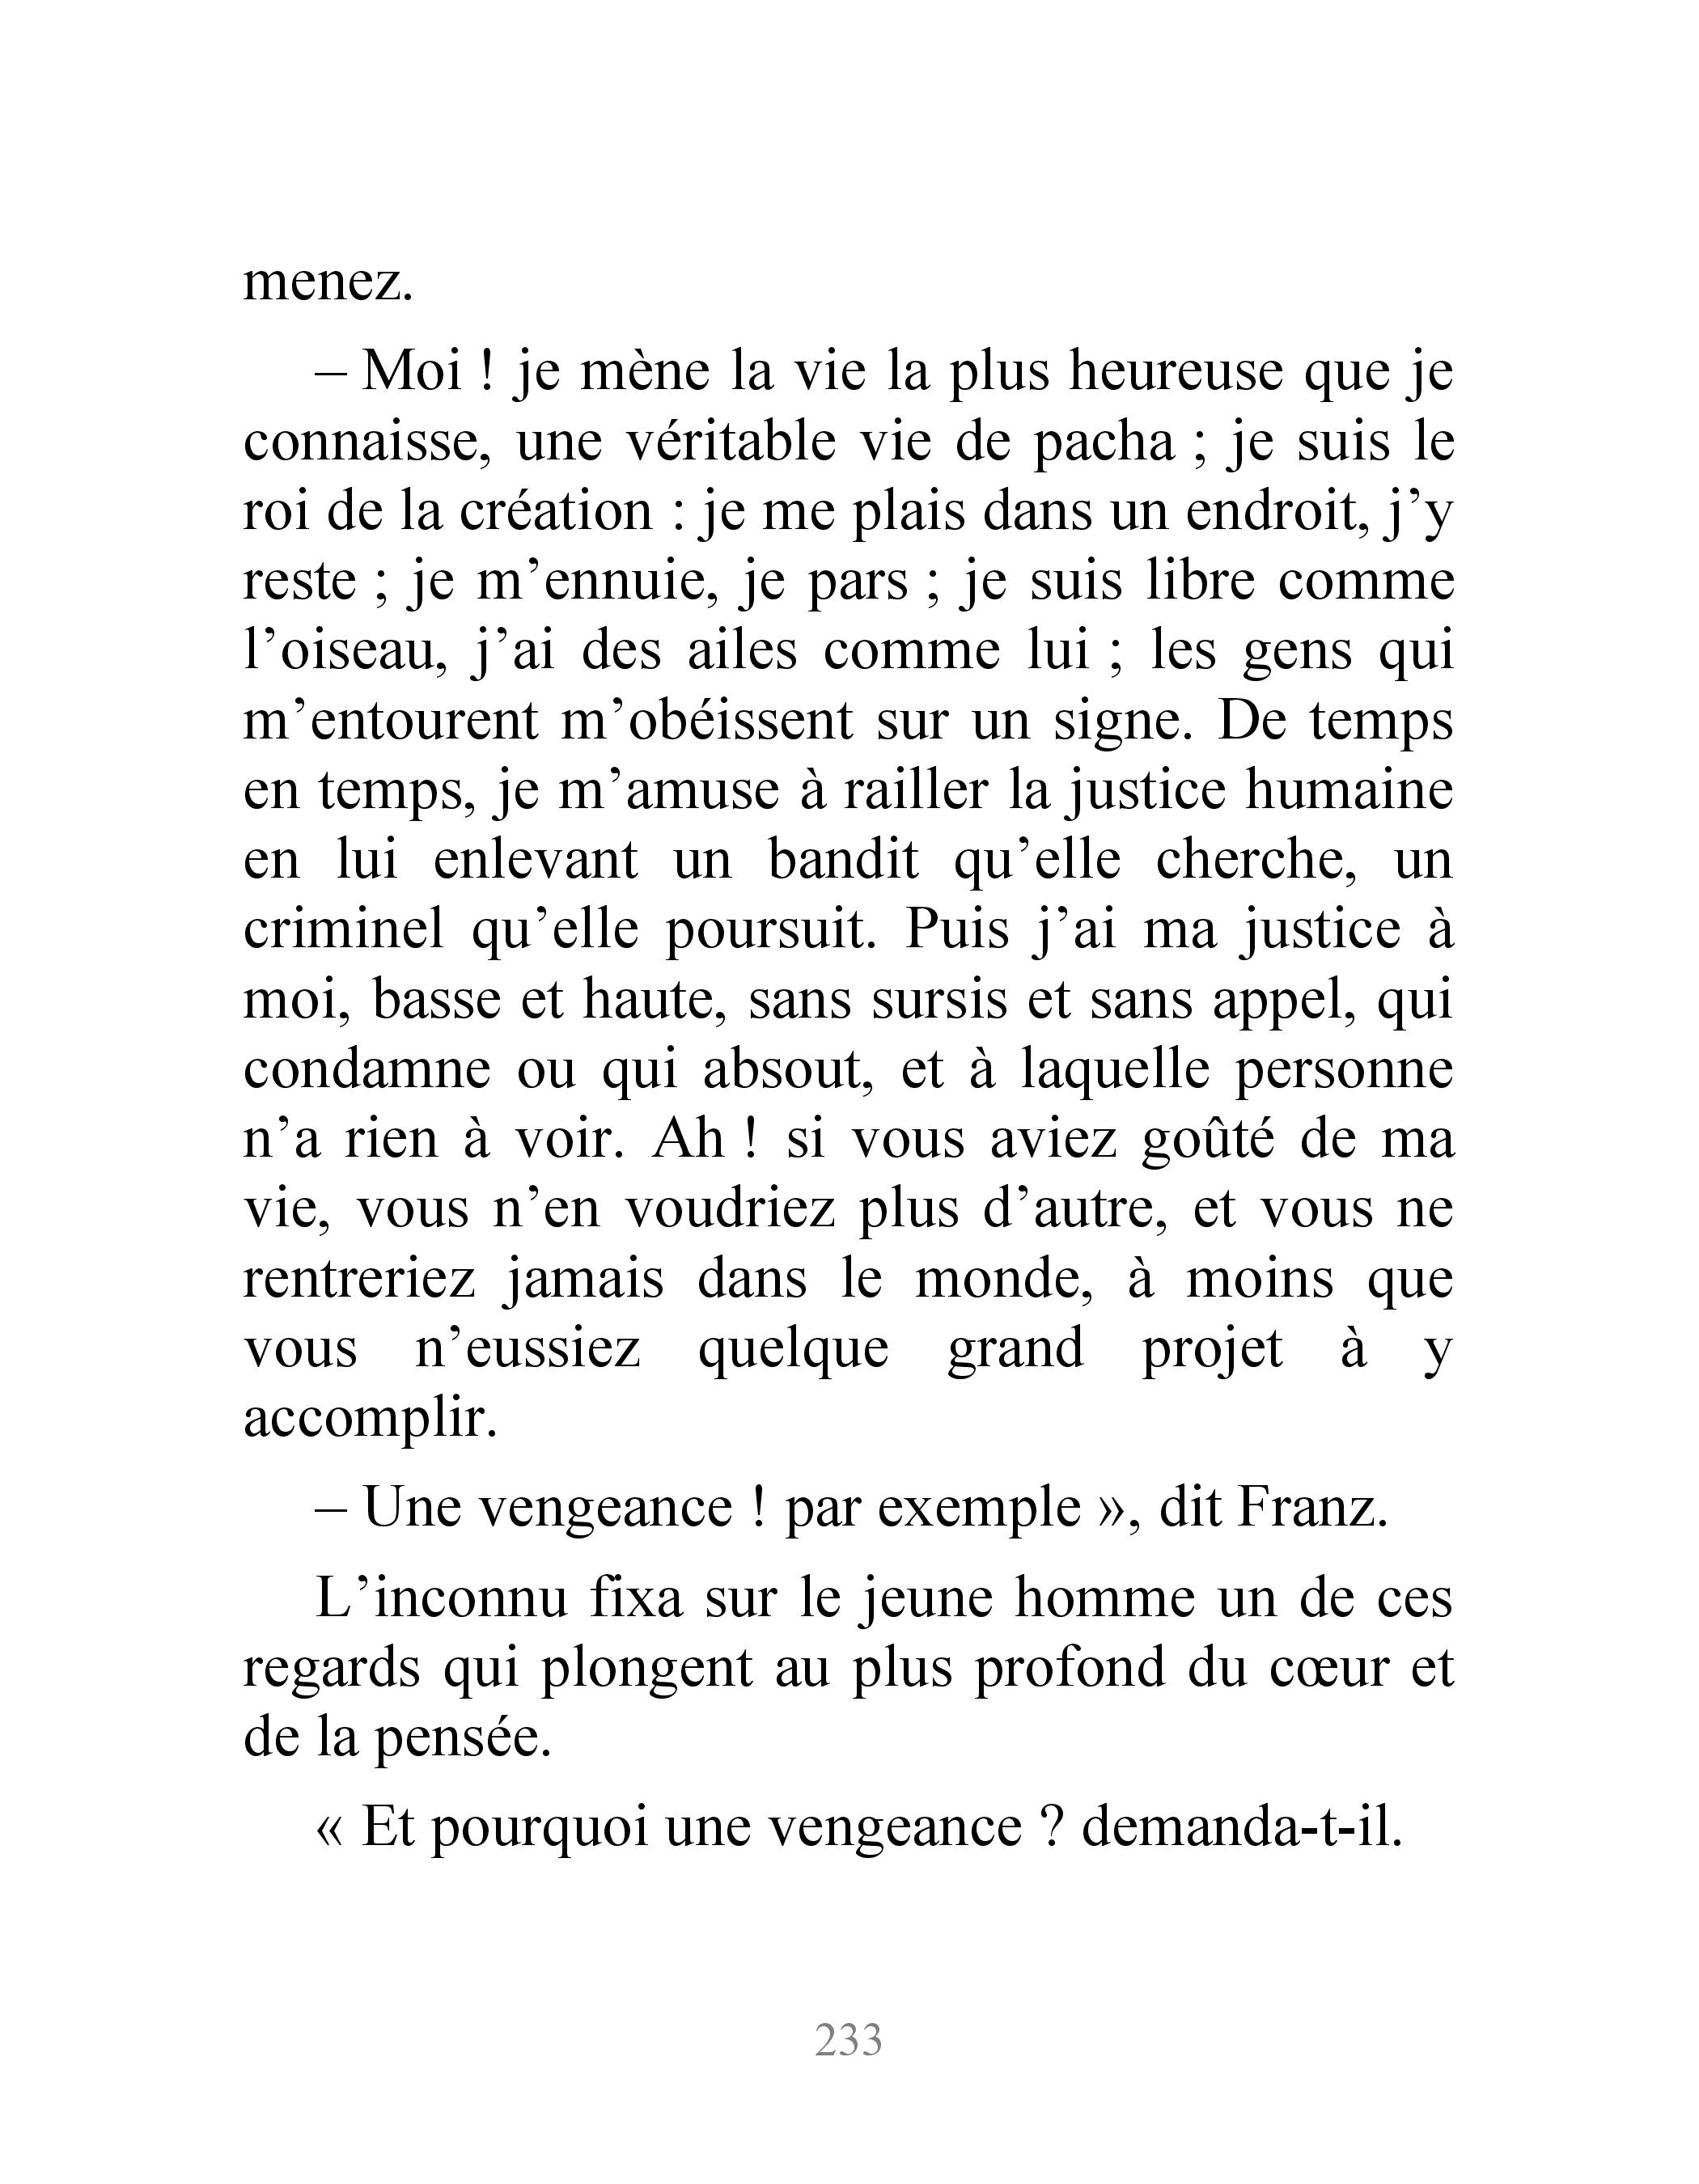 menez.
– Moi ! je mène la vie la plus heureuse que je
connaisse, une véritable vie de pacha ; je suis le
roi de la création : je me plais dans un endroit, j’y
reste ; je m’ennuie, je pars ; je suis libre comme
l’oiseau, j’ai des ailes comme lui ; les gens qui
m’entourent m’obéissent sur un signe. De temps
en temps, je m’amuse à railler la justice humaine
en lui enlevant un bandit qu’elle cherche, un
criminel qu’elle poursuit. Puis j’ai ma justice à
moi, basse et haute, sans sursis et sans appel, qui
condamne ou qui absout, et à laquelle personne
n’a rien à voir. Ah ! si vous aviez goûté de ma
vie, vous n’en voudriez plus d’autre, et vous ne
rentreriez jamais dans le monde, à moins que
vous n’eussiez quelque grand projet à y
accomplir.
– Une vengeance ! par exemple », dit Franz.
L’inconnu fixa sur le jeune homme un de ces
regards qui plongent au plus profond du cœur et
de la pensée.
« Et pourquoi une vengeance ? demanda-t-il.
233